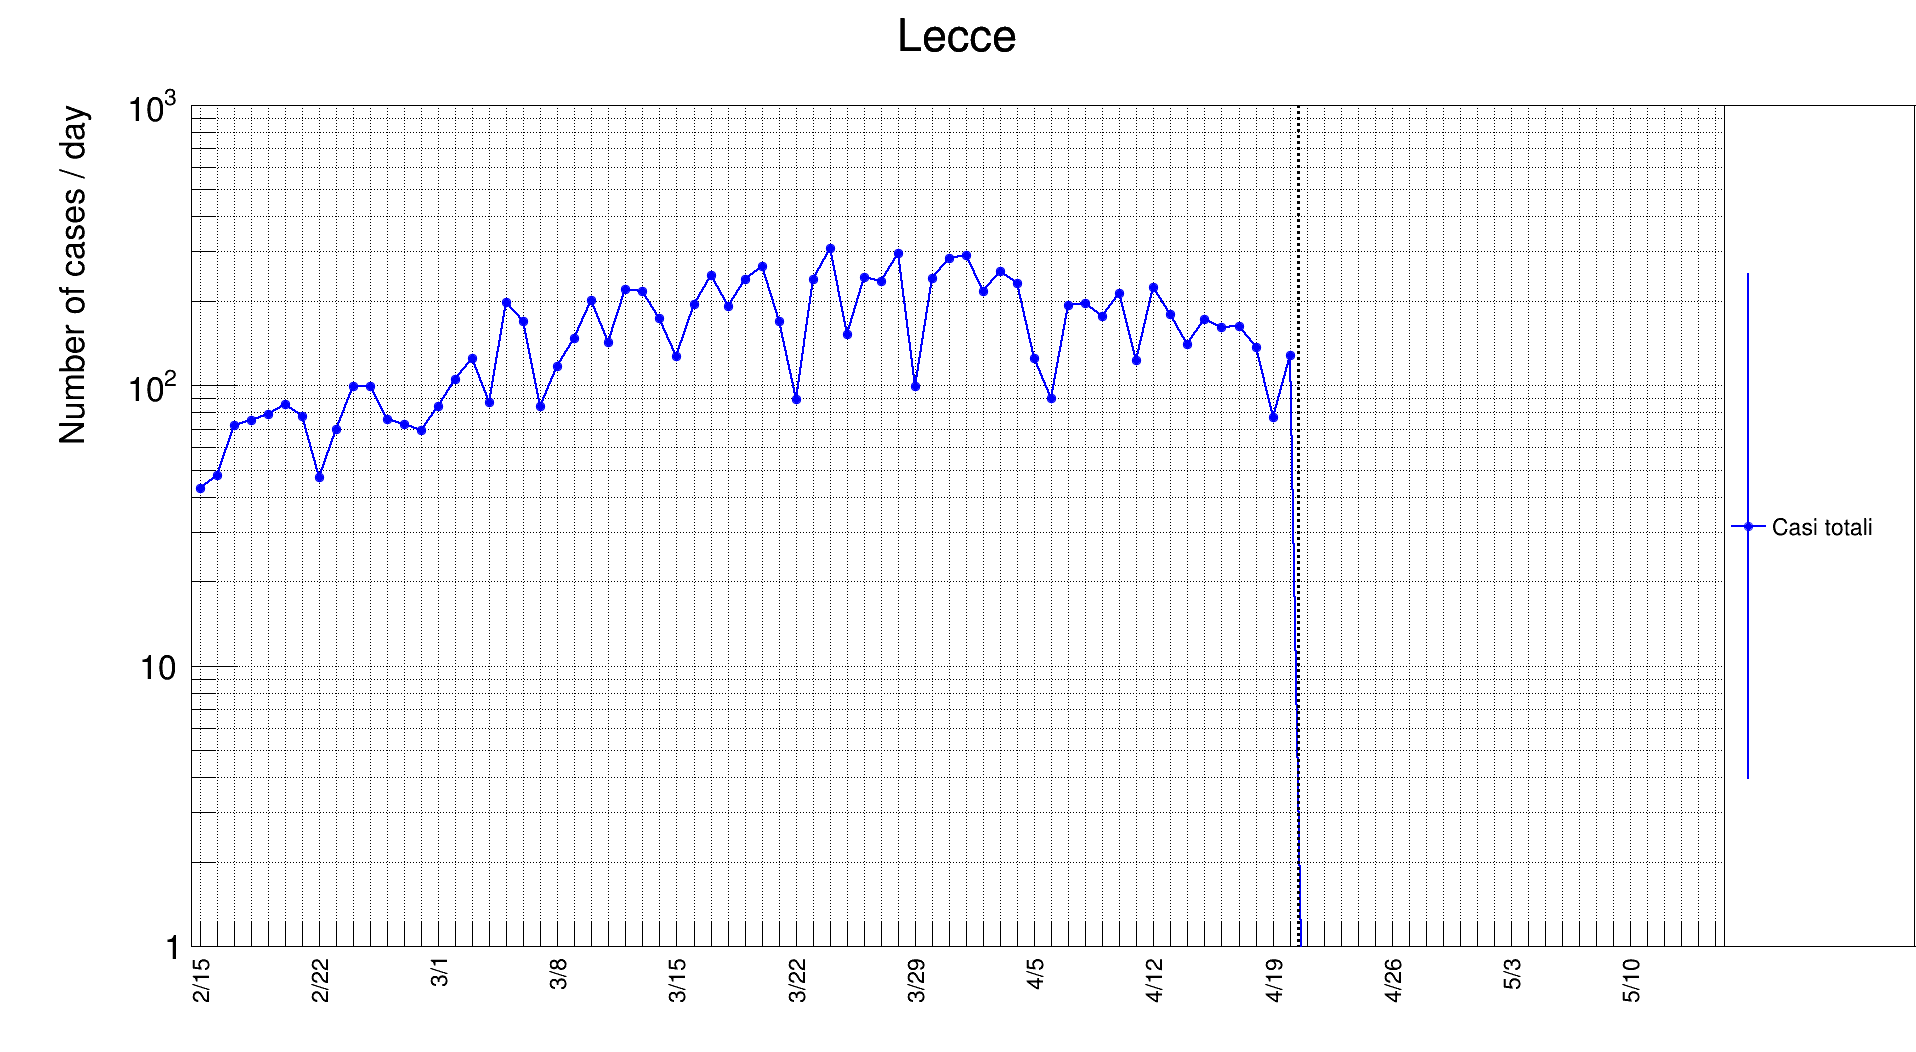 Lecce
Number of cases / day
10³
10²
10
1
2/15 2/22 3/1 3/8 3/15 3/22 3/29 4/5 4/12 4/19 4/26 5/3 5/10
Casi totali